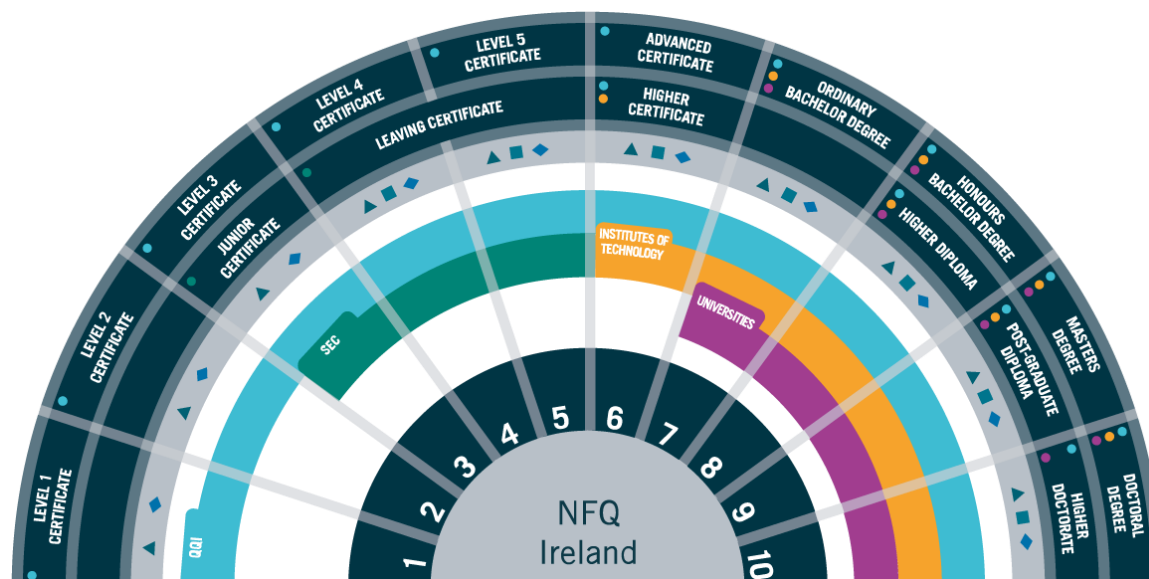 LEVEL 1
CERTIFICATE
LEVEL 2
CERTIFICATE
LEVEL 3
CERTIFICATE
LEVEL 4
CERTIFICATE
LEVEL 5
CERTIFICATE
ADVANCED
CERTIFICATE
ORDINARY
BACHELOR DEGREE
HONOURS
BACHELOR DEGREE
MASTERS
DEGREE
DOCTORAL
DEGREE
JUNIOR
CERTIFICATE
LEAVING CERTIFICATE
HIGHER
CERTIFICATE
HIGHER DIPLOMA
POST-GRADUATE
DIPLOMA
HIGHER
DOCTORATE
QQI
SEC
INSTITUTES OF
TECHNOLOGY
UNIVERSITIES
1
2
3
4
5
6
7
8
9
10
NFQ
Ireland